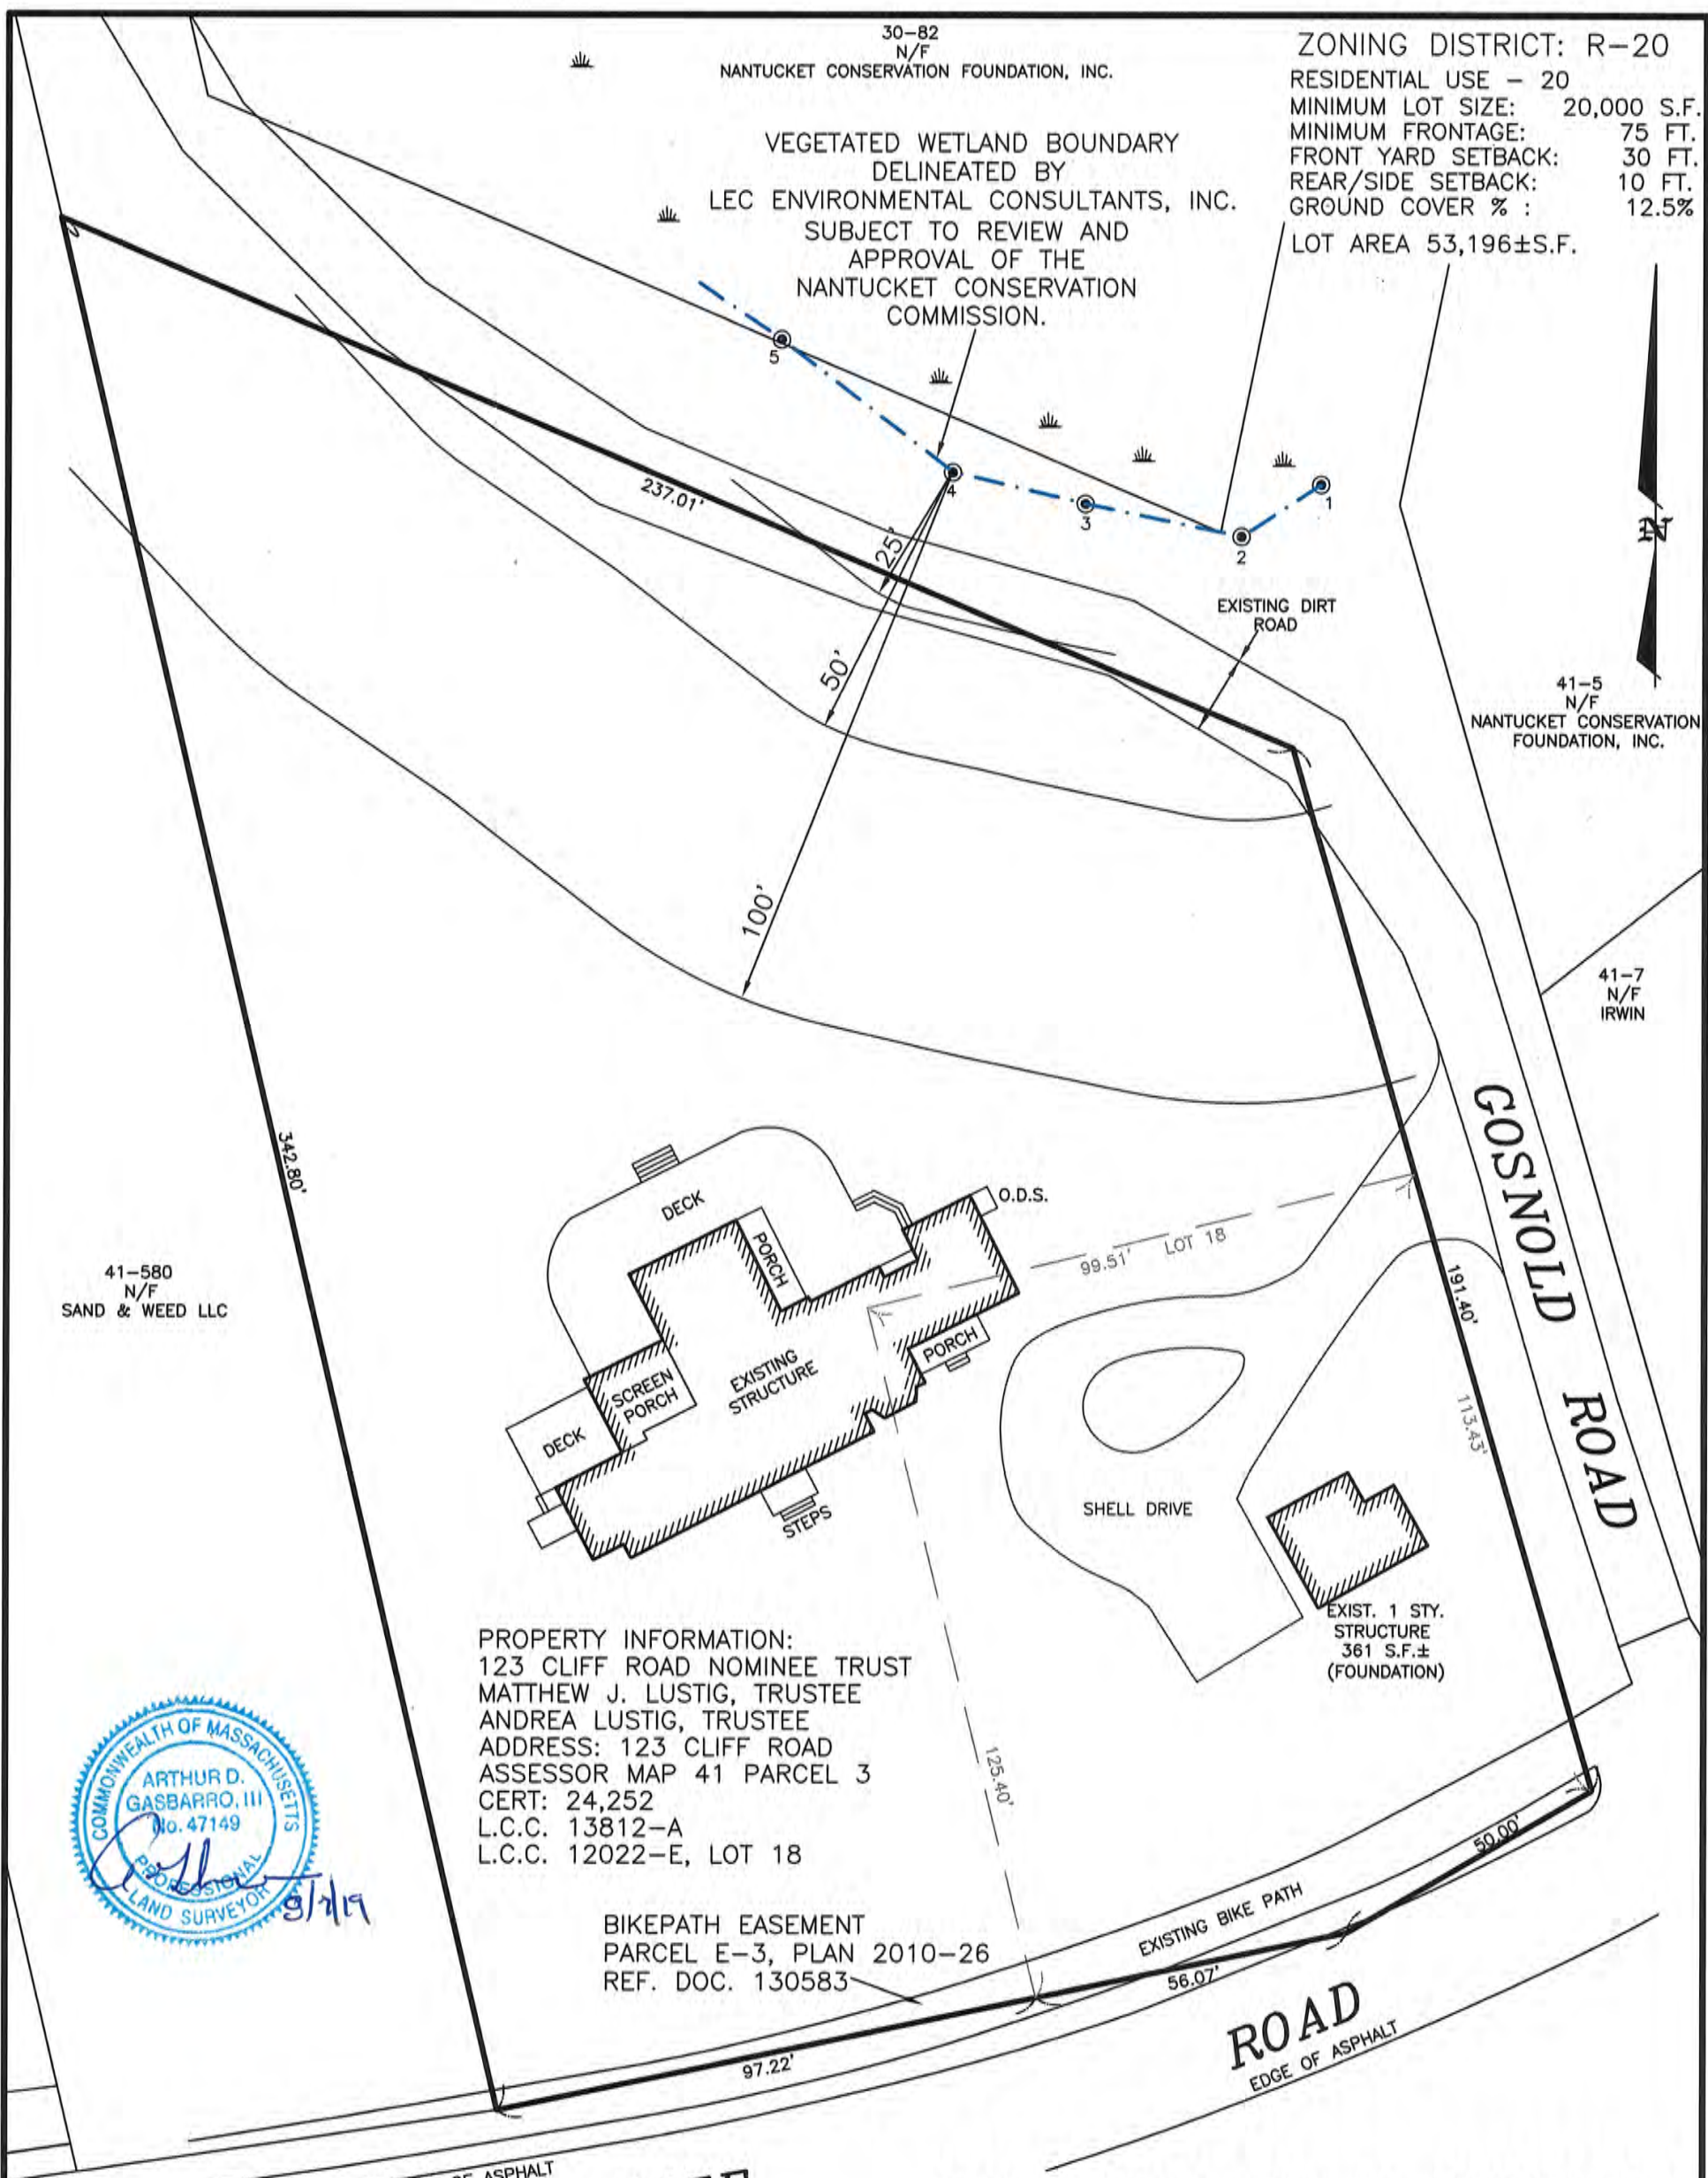 30-82
N/F
NANTUCKET CONSERVATION FOUNDATION, INC.
ZONING DISTRICT: R-20
RESIDENTIAL USE - 20
MINIMUM LOT SIZE: 20,000 S.F.
MINIMUM FRONTAGE: 75 FT.
FRONT YARD SETBACK: 30 FT.
REAR/SIDE SETBACK: 10 FT.
GROUND COVER % : 12.5%
LOT AREA 53,196±S.F.
VEGETATED WETLAND BOUNDARY
DELINEATED BY
LEC ENVIRONMENTAL CONSULTANTS, INC.
SUBJECT TO REVIEW AND
APPROVAL OF THE
NANTUCKET CONSERVATION
COMMISSION.
5
4
3
2
1
237.01'
25'
50'
100'
EXISTING DIRT
ROAD
N
41-5
N/F
NANTUCKET CONSERVATION
FOUNDATION, INC.
41-7
N/F
IRWIN
GOSNOLD ROAD
342.80'
41-580
N/F
SAND & WEED LLC
DECK
PORCH
O.D.S.
99.51' LOT 18
191.40'
113.43'
SCREEN
PORCH
EXISTING
STRUCTURE
PORCH
DECK
STEPS
SHELL DRIVE
EXIST. 1 STY.
STRUCTURE
361 S.F.±
(FOUNDATION)
PROPERTY INFORMATION:
123 CLIFF ROAD NOMINEE TRUST
MATTHEW J. LUSTIG, TRUSTEE
ANDREA LUSTIG, TRUSTEE
ADDRESS: 123 CLIFF ROAD
ASSESSOR MAP 41 PARCEL 3
CERT: 24,252
L.C.C. 13812-A
L.C.C. 12022-E, LOT 18
125.40'
COMMONWEALTH OF MASSACHUSETTS
ARTHUR D.
GASBARRO, III
No. 47149
PROFESSIONAL
LAND SURVEYOR
BIKEPATH EASEMENT
PARCEL E-3, PLAN 2010-26
REF. DOC. 130583
EXISTING BIKE PATH
50.00'
56.07'
97.22'
ROAD
EDGE OF ASPHALT
ASPHALT